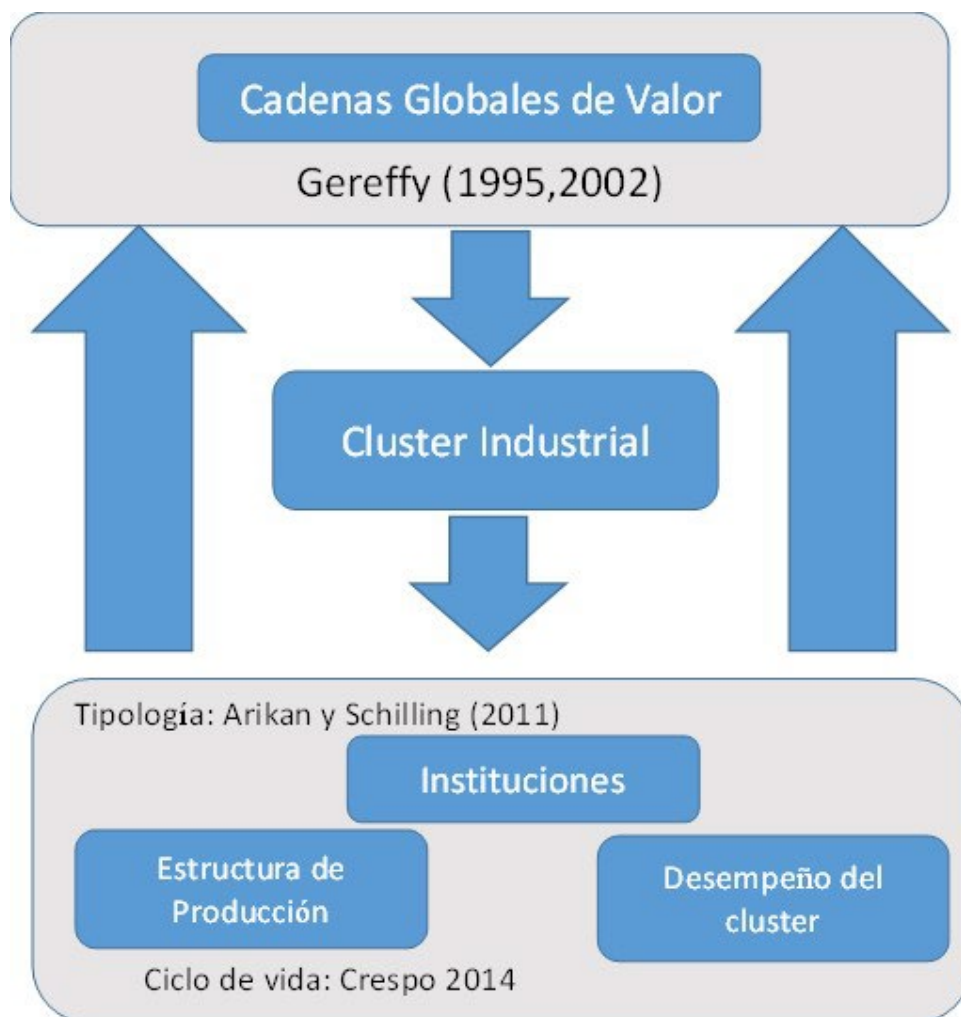 Cadenas Globales de Valor
Gereffy (1995,2002)
Cluster Industrial
Tipología: Arikan y Schilling (2011)
Instituciones
Estructura de
Producción
Desempeño del
cluster
Ciclo de vida: Crespo 2014